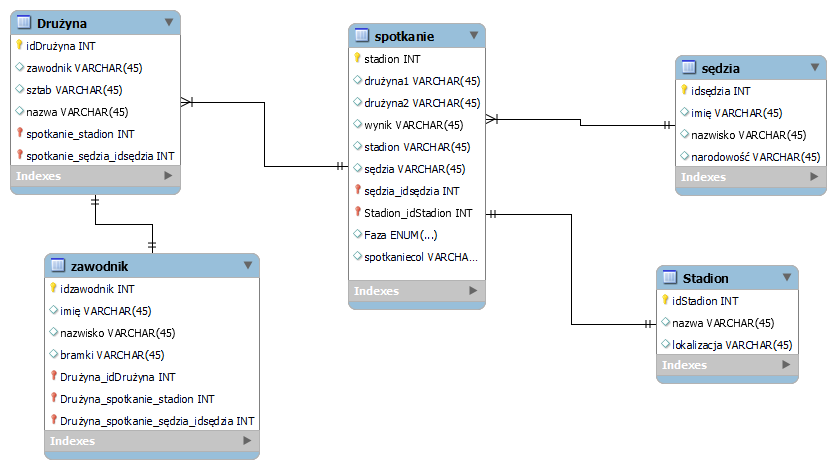 Drużyna
idDrużyna INT
zawodnik VARCHAR(45)
sztab VARCHAR(45)
nazwa VARCHAR(45)
spotkanie_stadion INT
spotkanie_sędzia_idsędzia INT
Indexes
spotkanie
stadion INT
drużyna1 VARCHAR(45)
drużyna2 VARCHAR(45)
wynik VARCHAR(45)
stadion VARCHAR(45)
sędzia VARCHAR(45)
sędzia_idsędzia INT
Stadion_idStadion INT
Faza ENUM(...)
spotkaniecol VARCHA...
Indexes
sędzia
idsędzia INT
imię VARCHAR(45)
nazwisko VARCHAR(45)
narodowość VARCHAR(45)
Indexes
zawodnik
idzawodnik INT
imię VARCHAR(45)
nazwisko VARCHAR(45)
bramki VARCHAR(45)
Drużyna_idDrużyna INT
Drużyna_spotkanie_stadion INT
Drużyna_spotkanie_sędzia_idsędzia INT
Indexes
Stadion
idStadion INT
nazwa VARCHAR(45)
lokalizacja VARCHAR(45)
Indexes